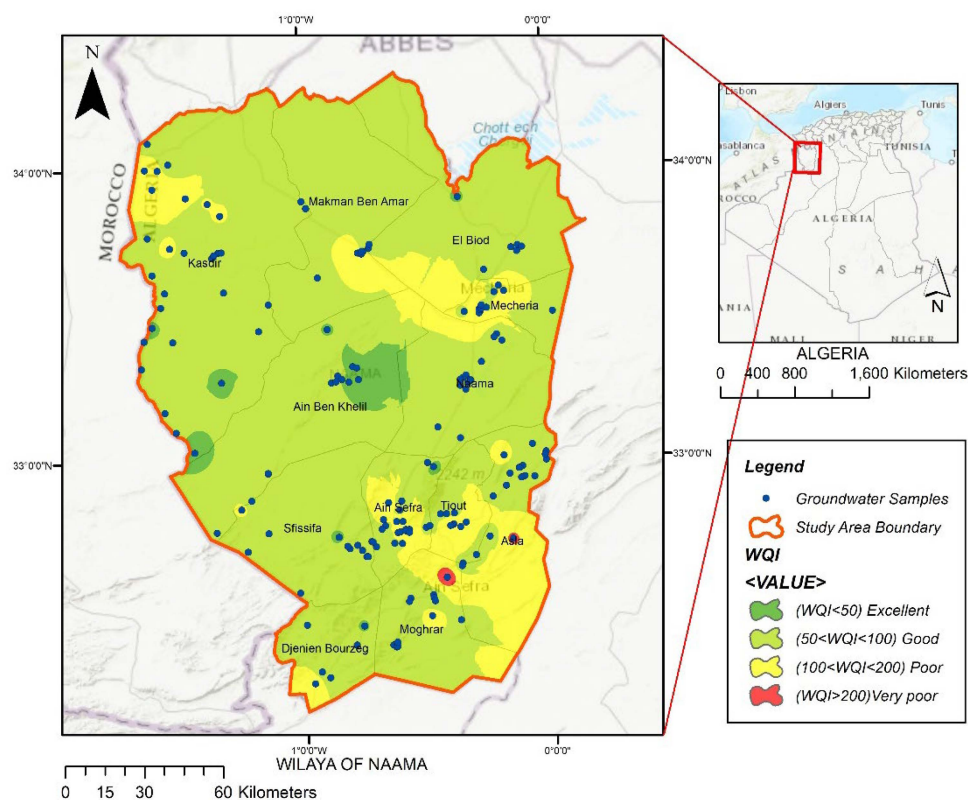 1°0'0"W
0°0'0"
N
ABBES
Chott ech
Chergui
34°0'0"N
34°0'0"N
MOROCCO
ALGERIA
Makman Ben Amar
El Biod
Kasdir
Mecheria
Mecheria
Naama
Ain Ben Khelil
33°0'0"N
33°0'0"N
2242 m
Ain Sefra
Tiout
Sfissifa
Asla
Ain Sefra
Moghrar
Djenien Bourzeg
1°0'0"W
0°0'0"
WILAYA OF NAAMA
0 15 30 60 Kilometers
Lisbon
Algiers
Tunis
asablanca
ATLAS
NTAINS
TUNISIA
ROCCO
ALGERIA
S A H A
ANIA
MALI
NIGER
N
ALGERIA
0 400 800 1,600 Kilometers
Legend
Groundwater Samples
Study Area Boundary
WQI
<VALUE>
(WQI<50) Excellent
(50<WQI<100) Good
(100<WQI<200) Poor
(WQI>200)Very poor